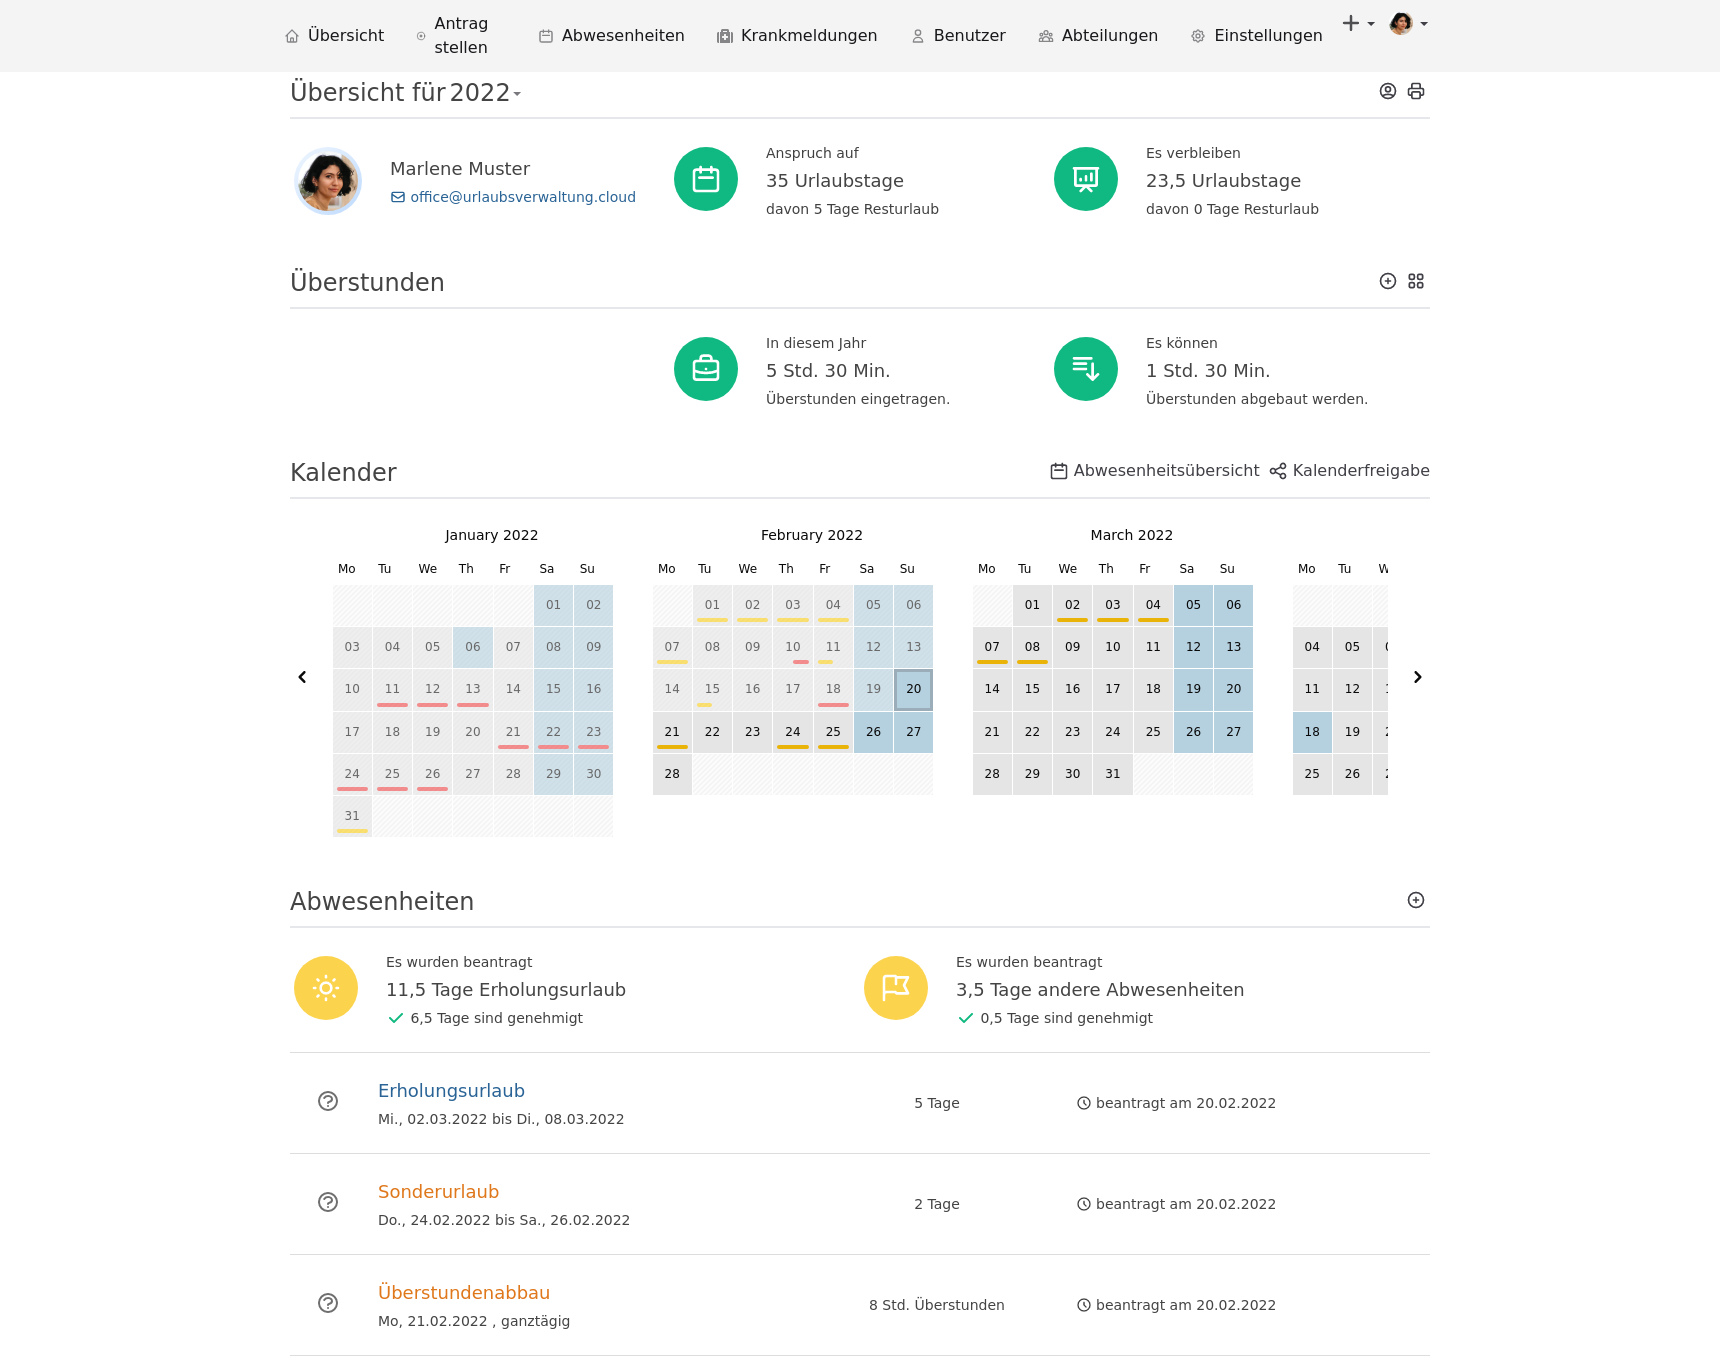 Übersicht
Antrag
stellen
Abwesenheiten
Krankmeldungen
Benutzer
Abteilungen
Einstellungen
Übersicht für 2022
Marlene Muster
office@urlaubsverwaltung.cloud
Anspruch auf
35 Urlaubstage
davon 5 Tage Resturlaub
Es verbleiben
23,5 Urlaubstage
davon 0 Tage Resturlaub
Überstunden
In diesem Jahr
5 Std. 30 Min.
Überstunden eingetragen.
Es können
1 Std. 30 Min.
Überstunden abgebaut werden.
Kalender
Abwesenheitsübersicht
Kalenderfreigabe
January 2022
Mo Tu We Th Fr Sa Su
01 02
03 04 05 06 07 08 09
10 11 12 13 14 15 16
17 18 19 20 21 22 23
24 25 26 27 28 29 30
31
February 2022
Mo Tu We Th Fr Sa Su
01 02 03 04 05 06
07 08 09 10 11 12 13
14 15 16 17 18 19 20
21 22 23 24 25 26 27
28
March 2022
Mo Tu We Th Fr Sa Su
01 02 03 04 05 06
07 08 09 10 11 12 13
14 15 16 17 18 19 20
21 22 23 24 25 26 27
28 29 30 31
Mo Tu
04 05
11 12
18 19
25 26
Abwesenheiten
Es wurden beantragt
11,5 Tage Erholungsurlaub
6,5 Tage sind genehmigt
Es wurden beantragt
3,5 Tage andere Abwesenheiten
0,5 Tage sind genehmigt
Erholungsurlaub
Mi., 02.03.2022 bis Di., 08.03.2022
5 Tage
beantragt am 20.02.2022
Sonderurlaub
Do., 24.02.2022 bis Sa., 26.02.2022
2 Tage
beantragt am 20.02.2022
Überstundenabbau
Mo, 21.02.2022 , ganztägig
8 Std. Überstunden
beantragt am 20.02.2022